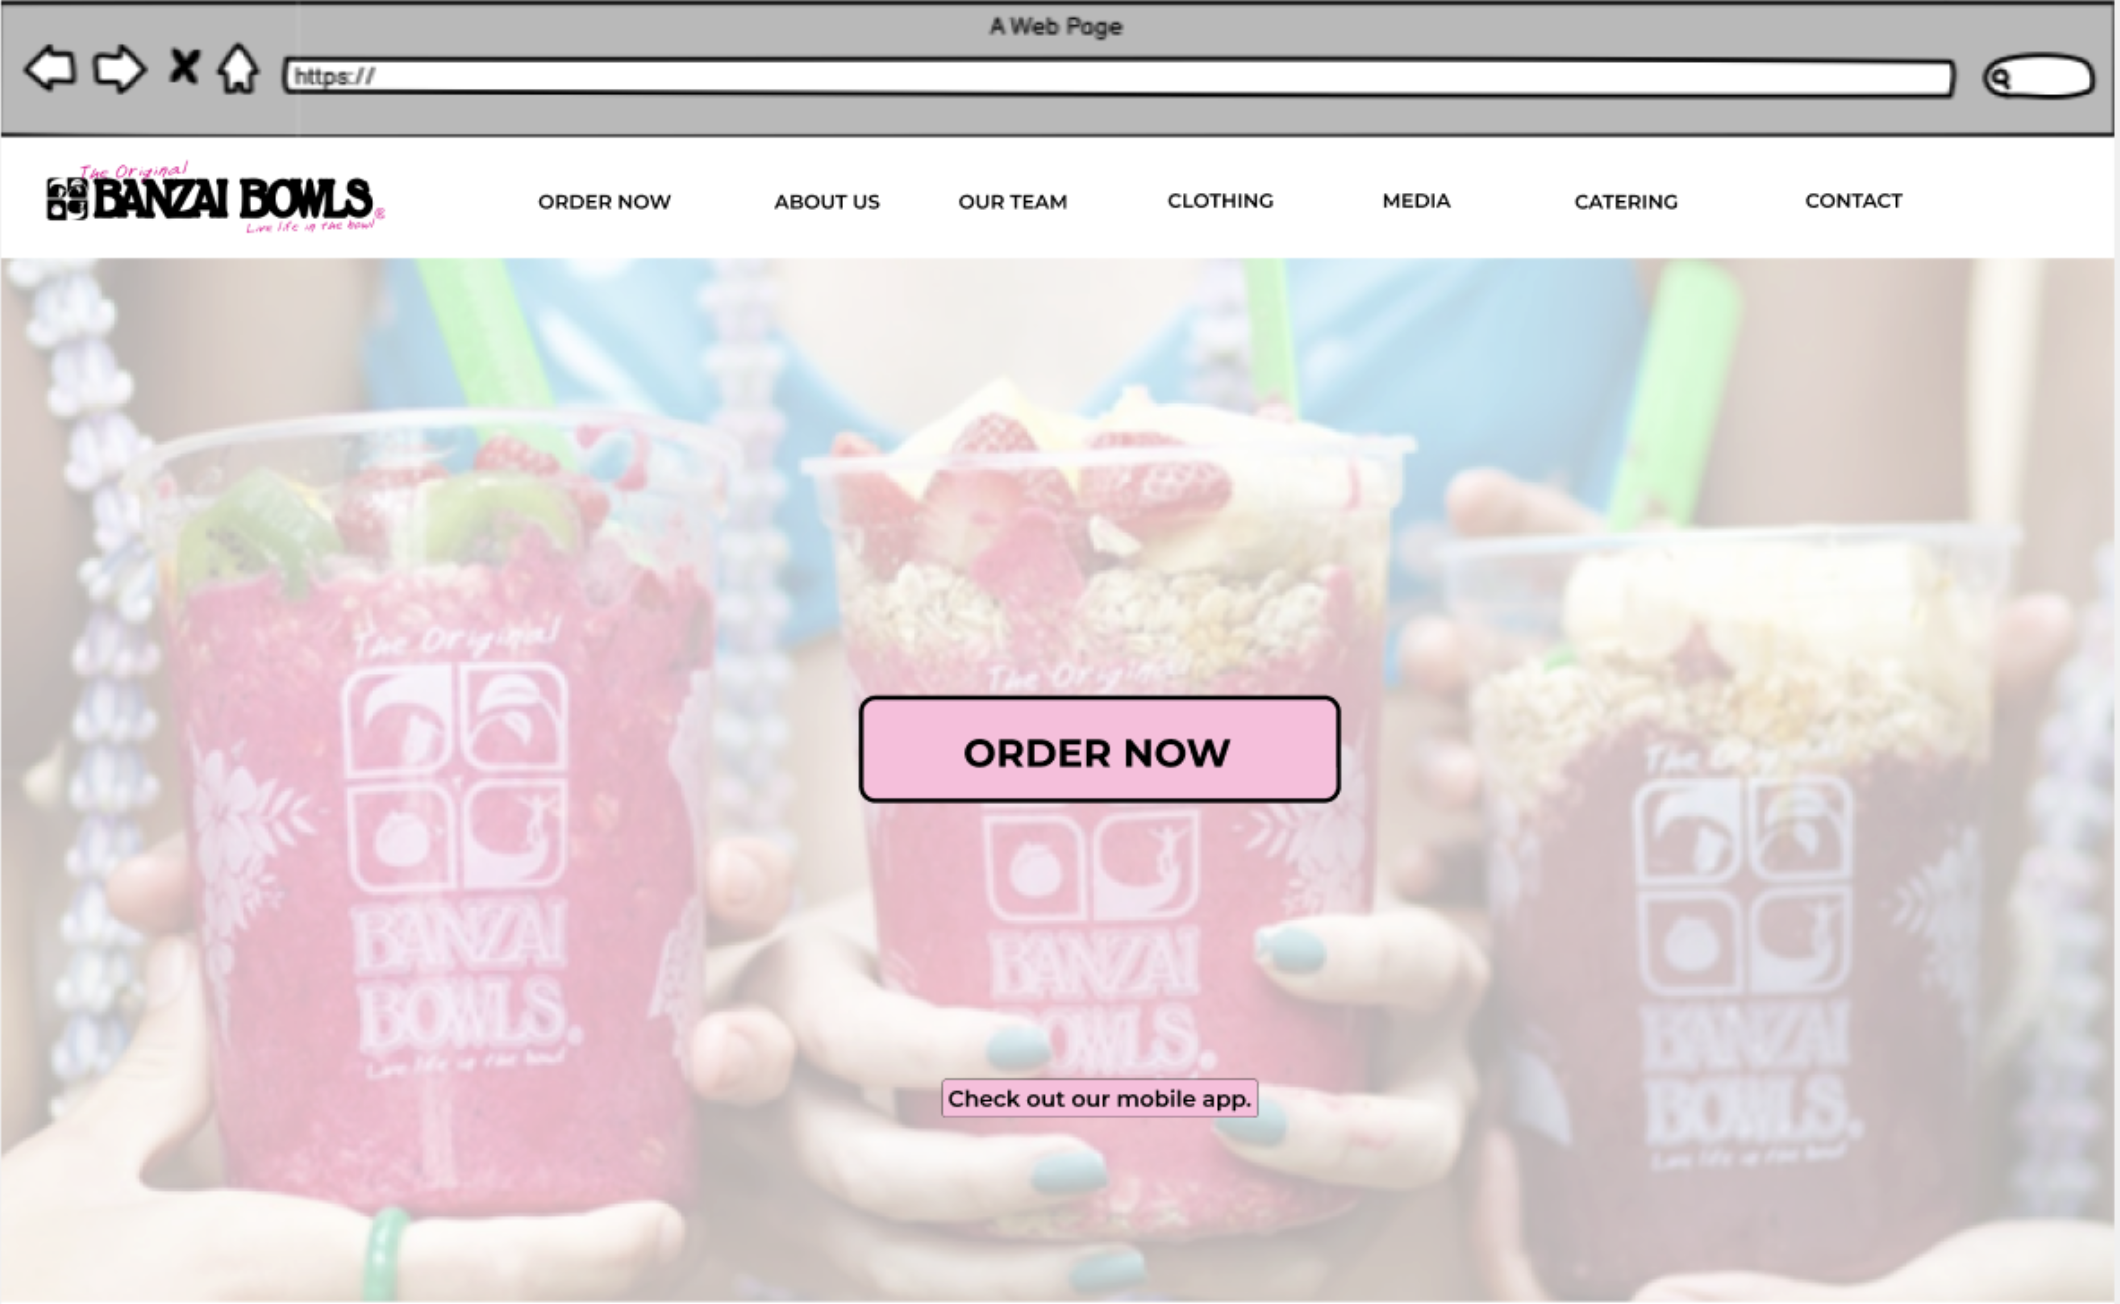 A Web Page
https://
The Original
BANZAI BOWLS®
Live life in the bowl
ORDER NOW
ABOUT US
OUR TEAM
CLOTHING
MEDIA
CATERING
CONTACT
The Original
BANZAI
BOWLS.
Live life in the bowl
The Original
ORDER NOW
BANZAI
BOWLS.
The
BANZAI
BOWLS.
Live life in the bowl
Check out our mobile app.